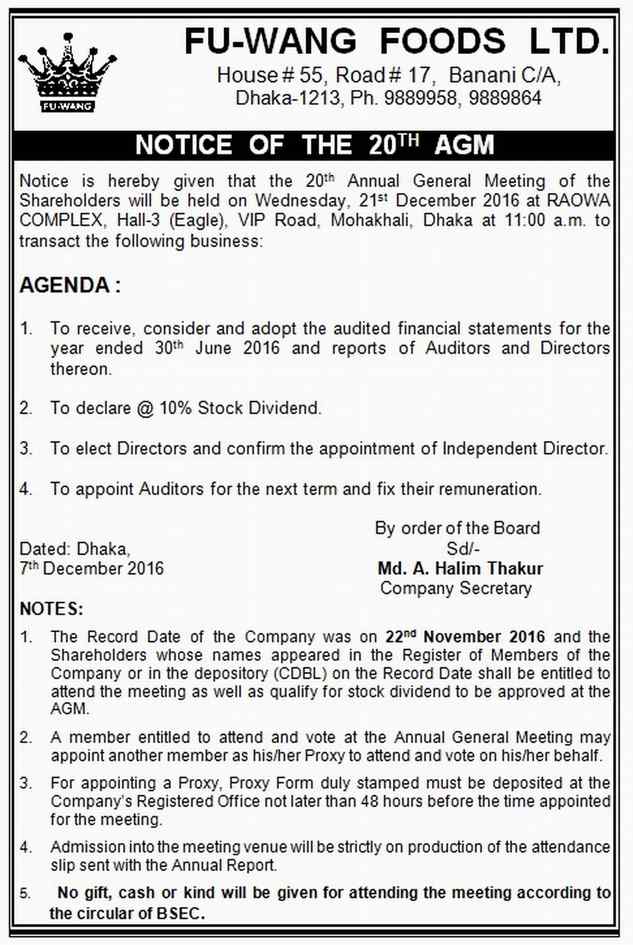 FU-WANG FOODS LTD.
House # 55, Road # 17, Banani C/A,
Dhaka-1213, Ph. 9889958, 9889864
FU-WANG
NOTICE OF THE 20TH AGM
Notice is hereby given that the 20th Annual General Meeting of the
Shareholders will be held on Wednesday, 21st December 2016 at RAOWA
COMPLEX, Hall-3 (Eagle), VIP Road, Mohakhali, Dhaka at 11:00 a.m. to
transact the following business:
AGENDA :
1. To receive, consider and adopt the audited financial statements for the
year ended 30th June 2016 and reports of Auditors and Directors
thereon.
2. To declare @ 10% Stock Dividend.
3. To elect Directors and confirm the appointment of Independent Director.
4. To appoint Auditors for the next term and fix their remuneration.
By order of the Board
Dated: Dhaka, Sd/-
7th December 2016 Md. A. Halim Thakur
Company Secretary
NOTES:
1. The Record Date of the Company was on 22nd November 2016 and the
Shareholders whose names appeared in the Register of Members of the
Company or in the depository (CDBL) on the Record Date shall be entitled to
attend the meeting as well as qualify for stock dividend to be approved at the
AGM.
2. A member entitled to attend and vote at the Annual General Meeting may
appoint another member as his/her Proxy to attend and vote on his/her behalf.
3. For appointing a Proxy, Proxy Form duly stamped must be deposited at the
Company's Registered Office not later than 48 hours before the time appointed
for the meeting.
4. Admission into the meeting venue will be strictly on production of the attendance
slip sent with the Annual Report.
5. No gift, cash or kind will be given for attending the meeting according to
the circular of BSEC.